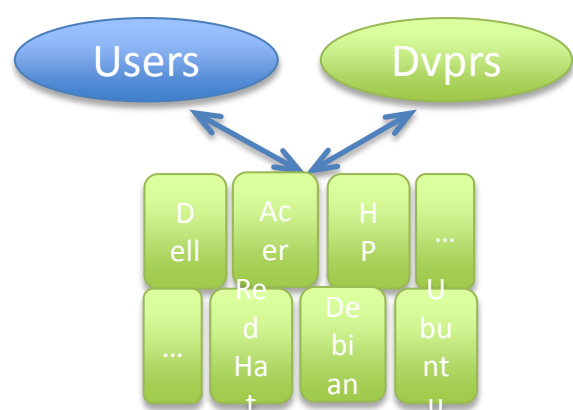 Users
Dvprs
D
ell
Ac
er
H
P
...
...
Re
d
Ha
t
De
bi
an
U
bu
nt
u